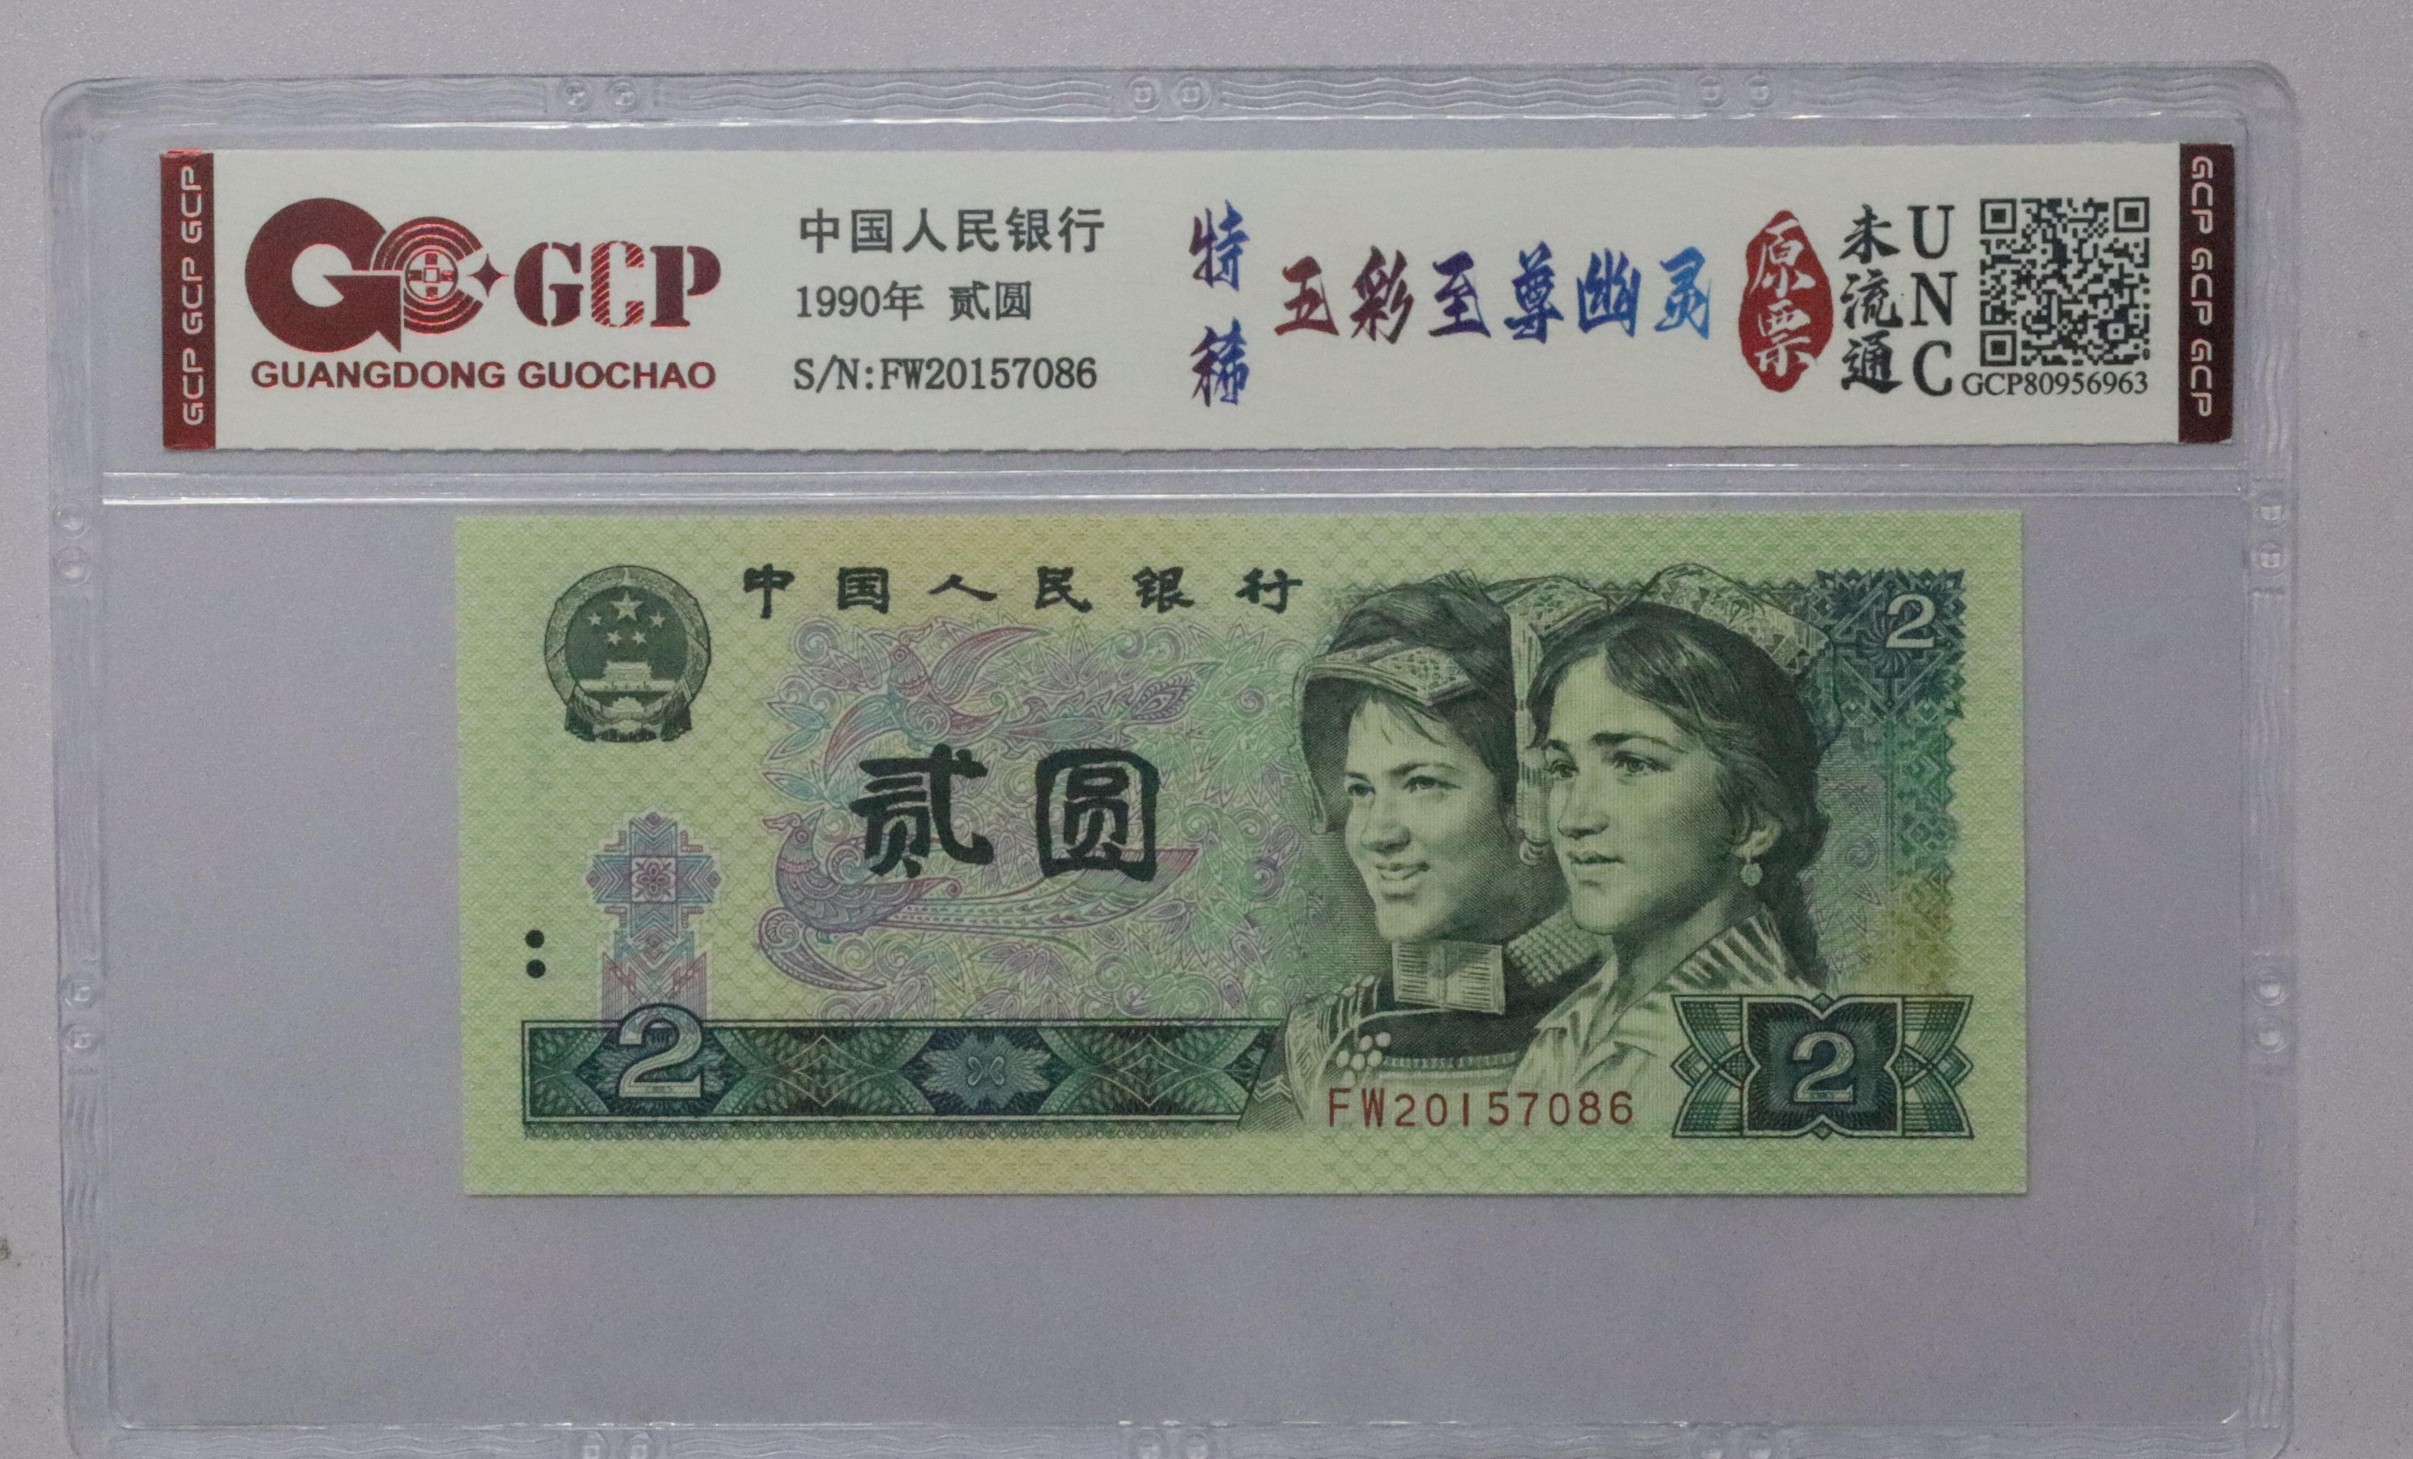 GCP GCP GCP
GCP
GUANGDONG GUOCHAO
中国人民银行
1990年 贰圆
S/N:FW20157086
特稀
五彩至尊幽灵
原票
未流通
UNC
GCP80956963
GCP GCP GCP
中国人民银行
2
贰圆
2
2
FW20157086